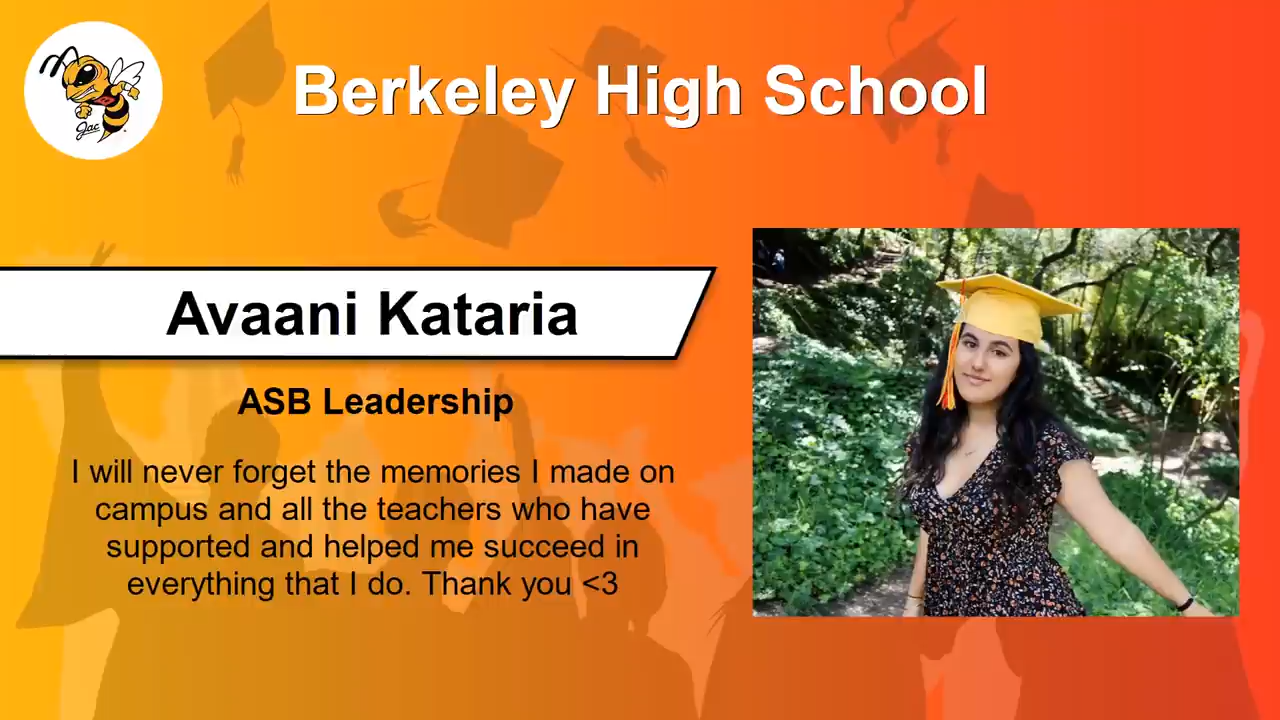 Berkeley High School
Jac
Avaani Kataria
ASB Leadership
I will never forget the memories I made on
campus and all the teachers who have
supported and helped me succeed in
everything that I do. Thank you <3